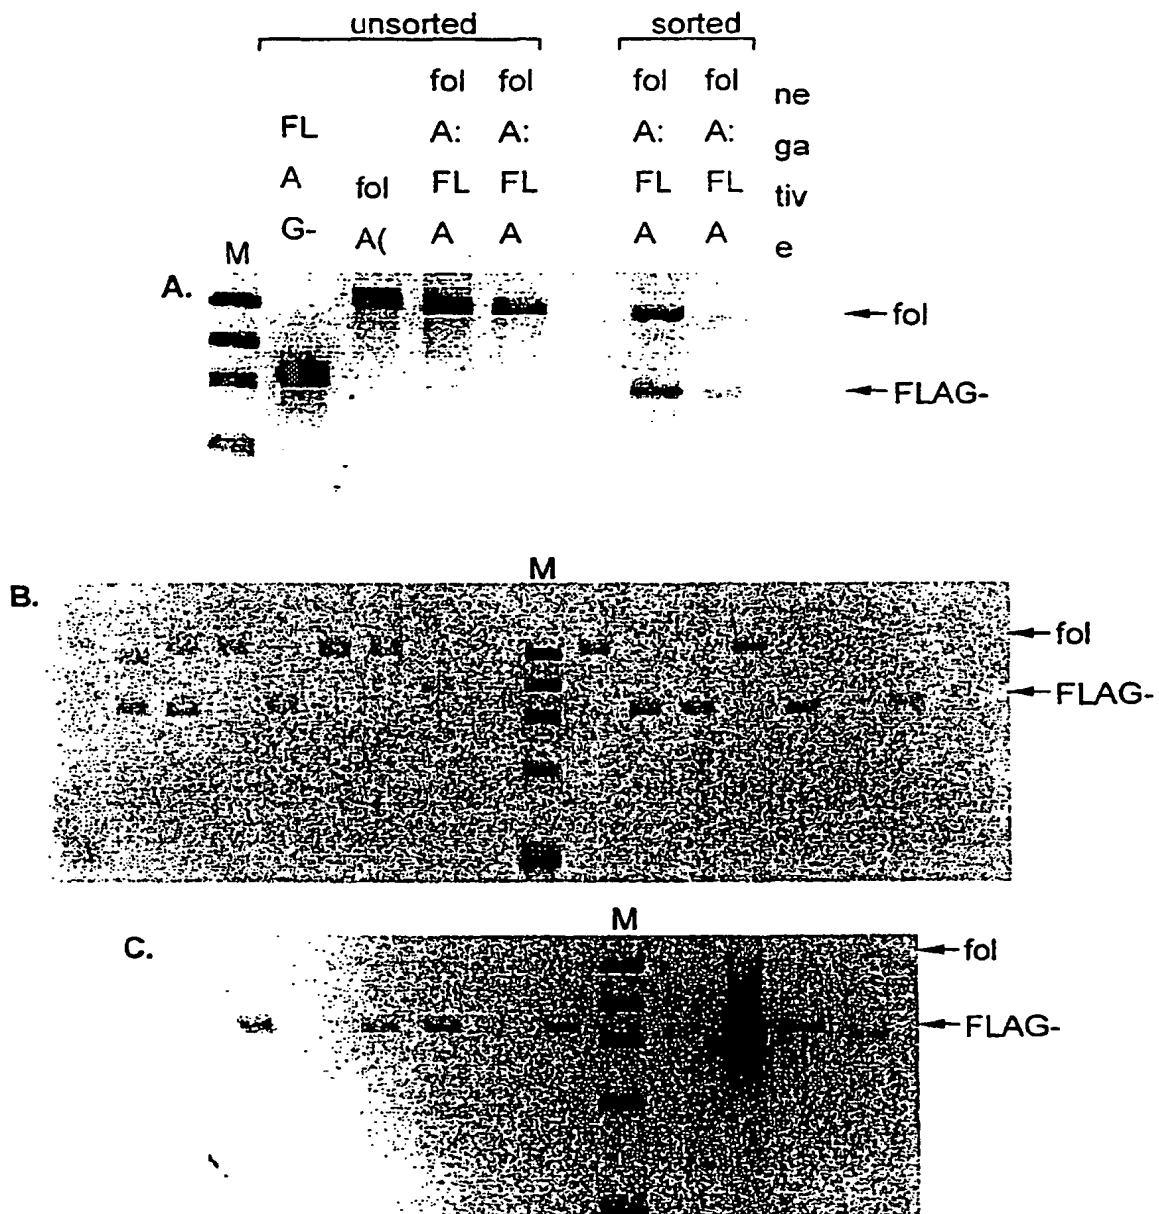 unsorted sorted
fol fol fol fol ne
FL A: A: A: A: ga
A fol FL FL FL FL tiv
G- A( A A A A e
M
A.
fol
FLAG-
M
B.
fol
FLAG-
M
C.
fol
FLAG-